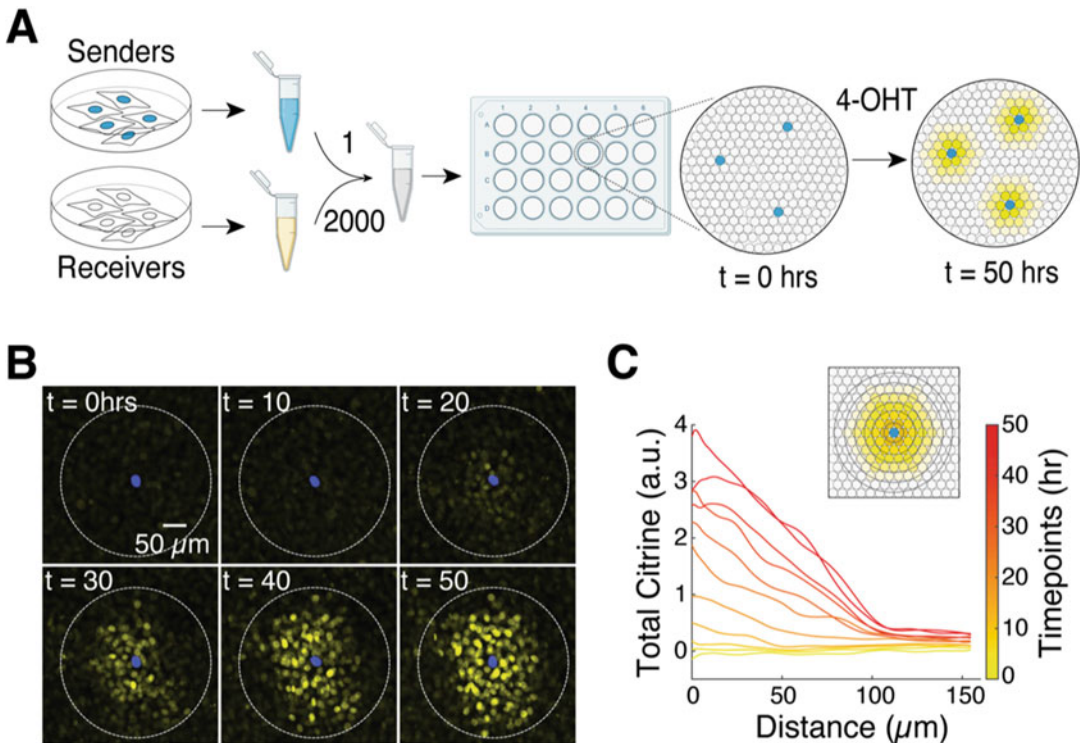 A
Senders
Receivers
1
2000
1 2 3 4 5 6
A
B
C
D
4-OHT
t = 0 hrs
t = 50 hrs
B
t = 0hrs
t = 10
t = 20
50 µm
t = 30
t = 40
t = 50
C
Total Citrine (a.u.)
4
3
2
1
0
0
50
100
150
Distance (µm)
50
40
30
20
10
0
Timepoints (hr)